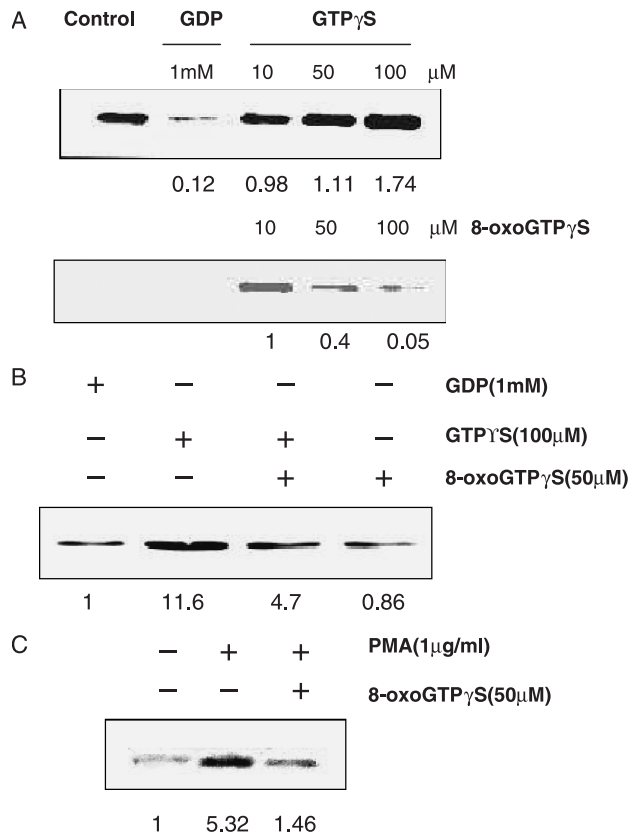 A Control GDP GTPγS
1mM 10 50 100 μM
0.12 0.98 1.11 1.74
10 50 100 μM 8-oxoGTPγS
1 0.4 0.05
B + − − − GDP(1mM)
− + + − GTPϒS(100μM)
− − + + 8-oxoGTPγS(50μM)
1 11.6 4.7 0.86
C − + + PMA(1μg/ml)
− − + 8-oxoGTPγS(50μM)
1 5.32 1.46